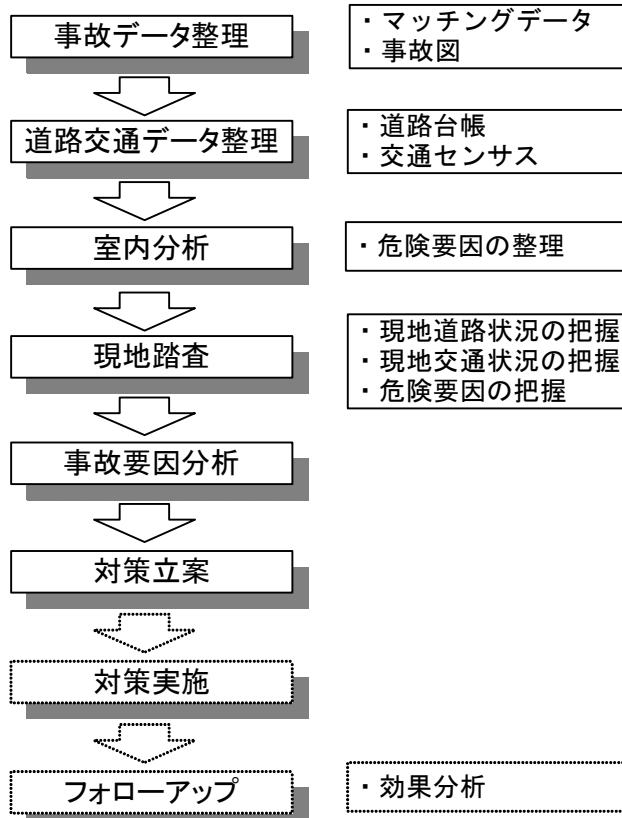 事故データ整理
・マッチングデータ
・事故図
道路交通データ整理
・道路台帳
・交通センサス
室内分析
・危険要因の整理
現地踏査
・現地道路状況の把握
・現地交通状況の把握
・危険要因の把握
事故要因分析
対策立案
対策実施
フォローアップ
・効果分析